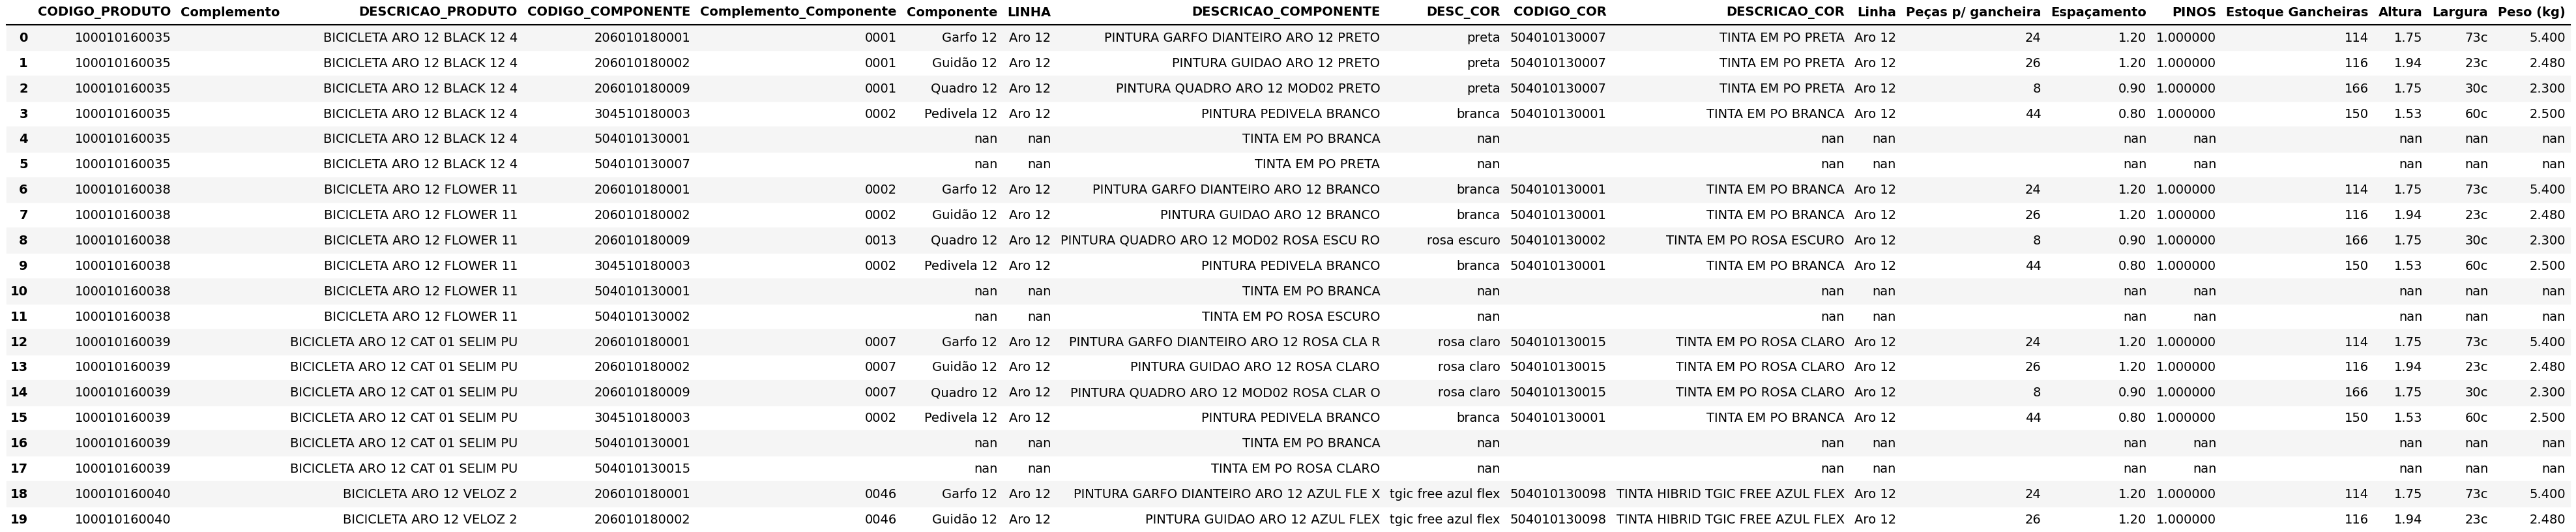 CODIGO_PRODUTO Complemento DESCRICAO_PRODUTO CODIGO_COMPONENTE Complemento_Componente Componente LINHA DESCRICAO_COMPONENTE DESC_COR CODIGO_COR DESCRICAO_COR Linha Peças p/ gancheira Espaçamento PINOS Estoque Gancheiras Altura Largura Peso (kg)
0 100010160035 BICICLETA ARO 12 BLACK 12 4 206010180001 0001 Garfo 12 Aro 12 PINTURA GARFO DIANTEIRO ARO 12 PRETO preta 504010130007 TINTA EM PO PRETA Aro 12 24 1.20 1.000000 114 1.75 73c 5.400
1 100010160035 BICICLETA ARO 12 BLACK 12 4 206010180002 0001 Guidão 12 Aro 12 PINTURA GUIDAO ARO 12 PRETO preta 504010130007 TINTA EM PO PRETA Aro 12 26 1.20 1.000000 116 1.94 23c 2.480
2 100010160035 BICICLETA ARO 12 BLACK 12 4 206010180009 0001 Quadro 12 Aro 12 PINTURA QUADRO ARO 12 MOD02 PRETO preta 504010130007 TINTA EM PO PRETA Aro 12 8 0.90 1.000000 166 1.75 30c 2.300
3 100010160035 BICICLETA ARO 12 BLACK 12 4 304510180003 0002 Pedivela 12 Aro 12 PINTURA PEDIVELA BRANCO branca 504010130001 TINTA EM PO BRANCA Aro 12 44 0.80 1.000000 150 1.53 60c 2.500
4 100010160035 BICICLETA ARO 12 BLACK 12 4 504010130001 nan nan TINTA EM PO BRANCA nan nan nan nan nan nan nan nan
5 100010160035 BICICLETA ARO 12 BLACK 12 4 504010130007 nan nan TINTA EM PO PRETA nan nan nan nan nan nan nan nan
6 100010160038 BICICLETA ARO 12 FLOWER 11 206010180001 0002 Garfo 12 Aro 12 PINTURA GARFO DIANTEIRO ARO 12 BRANCO branca 504010130001 TINTA EM PO BRANCA Aro 12 24 1.20 1.000000 114 1.75 73c 5.400
7 100010160038 BICICLETA ARO 12 FLOWER 11 206010180002 0002 Guidão 12 Aro 12 PINTURA GUIDAO ARO 12 BRANCO branca 504010130001 TINTA EM PO BRANCA Aro 12 26 1.20 1.000000 116 1.94 23c 2.480
8 100010160038 BICICLETA ARO 12 FLOWER 11 206010180009 0013 Quadro 12 Aro 12 PINTURA QUADRO ARO 12 MOD02 ROSA ESCU RO rosa escuro 504010130002 TINTA EM PO ROSA ESCURO Aro 12 8 0.90 1.000000 166 1.75 30c 2.300
9 100010160038 BICICLETA ARO 12 FLOWER 11 304510180003 0002 Pedivela 12 Aro 12 PINTURA PEDIVELA BRANCO branca 504010130001 TINTA EM PO BRANCA Aro 12 44 0.80 1.000000 150 1.53 60c 2.500
10 100010160038 BICICLETA ARO 12 FLOWER 11 504010130001 nan nan TINTA EM PO BRANCA nan nan nan nan nan nan nan nan
11 100010160038 BICICLETA ARO 12 FLOWER 11 504010130002 nan nan TINTA EM PO ROSA ESCURO nan nan nan nan nan nan nan nan
12 100010160039 BICICLETA ARO 12 CAT 01 SELIM PU 206010180001 0007 Garfo 12 Aro 12 PINTURA GARFO DIANTEIRO ARO 12 ROSA CLA R rosa claro 504010130015 TINTA EM PO ROSA CLARO Aro 12 24 1.20 1.000000 114 1.75 73c 5.400
13 100010160039 BICICLETA ARO 12 CAT 01 SELIM PU 206010180002 0007 Guidão 12 Aro 12 PINTURA GUIDAO ARO 12 ROSA CLARO rosa claro 504010130015 TINTA EM PO ROSA CLARO Aro 12 26 1.20 1.000000 116 1.94 23c 2.480
14 100010160039 BICICLETA ARO 12 CAT 01 SELIM PU 206010180009 0007 Quadro 12 Aro 12 PINTURA QUADRO ARO 12 MOD02 ROSA CLAR O rosa claro 504010130015 TINTA EM PO ROSA CLARO Aro 12 8 0.90 1.000000 166 1.75 30c 2.300
15 100010160039 BICICLETA ARO 12 CAT 01 SELIM PU 304510180003 0002 Pedivela 12 Aro 12 PINTURA PEDIVELA BRANCO branca 504010130001 TINTA EM PO BRANCA Aro 12 44 0.80 1.000000 150 1.53 60c 2.500
16 100010160039 BICICLETA ARO 12 CAT 01 SELIM PU 504010130001 nan nan TINTA EM PO BRANCA nan nan nan nan nan nan nan nan
17 100010160039 BICICLETA ARO 12 CAT 01 SELIM PU 504010130015 nan nan TINTA EM PO ROSA CLARO nan nan nan nan nan nan nan nan
18 100010160040 BICICLETA ARO 12 VELOZ 2 206010180001 0046 Garfo 12 Aro 12 PINTURA GARFO DIANTEIRO ARO 12 AZUL FLE X tgic free azul flex 504010130098 TINTA HIBRID TGIC FREE AZUL FLEX Aro 12 24 1.20 1.000000 114 1.75 73c 5.400
19 100010160040 BICICLETA ARO 12 VELOZ 2 206010180002 0046 Guidão 12 Aro 12 PINTURA GUIDAO ARO 12 AZUL FLEX tgic free azul flex 504010130098 TINTA HIBRID TGIC FREE AZUL FLEX Aro 12 26 1.20 1.000000 116 1.94 23c 2.480